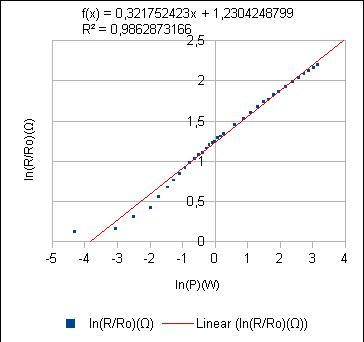 f(x) = 0,321752423x + 1,2304248799
R² = 0,9862873166
2,5
2
1,5
1
0,5
0
-5 -4 -3 -2 -1 0 1 2 3 4
ln(R/Ro)(Ω)
ln(P)(W)
ln(R/Ro)(Ω) Linear (ln(R/Ro)(Ω))